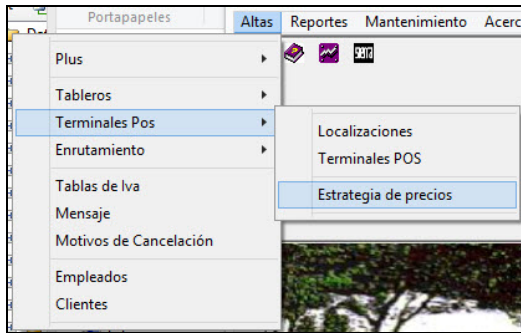 Portapapeles
Altas Reportes Mantenimiento Acerc
Plus
Tableros
Terminales Pos
Localizaciones
Enrutamiento
Terminales POS
Tablas de Iva
Estrategia de precios
Mensaje
Motivos de Cancelación
Empleados
Clientes